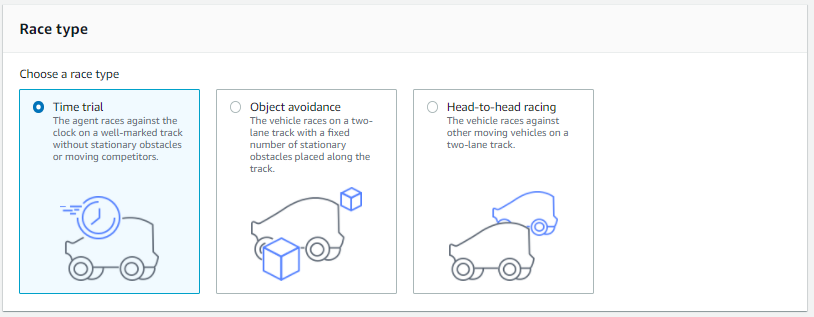 Race type
Choose a race type
Time trial
The agent races against the
clock on a well-marked track
without stationary obstacles
or moving competitors.
Object avoidance
The vehicle races on a two-
lane track with a fixed
number of stationary
obstacles placed along the
track.
Head-to-head racing
The vehicle races against
other moving vehicles on a
two-lane track.